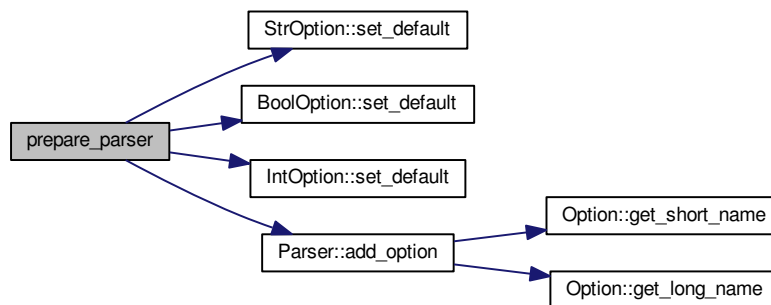 StrOption::set_default
BoolOption::set_default
prepare_parser
IntOption::set_default
Option::get_short_name
Parser::add_option
Option::get_long_name